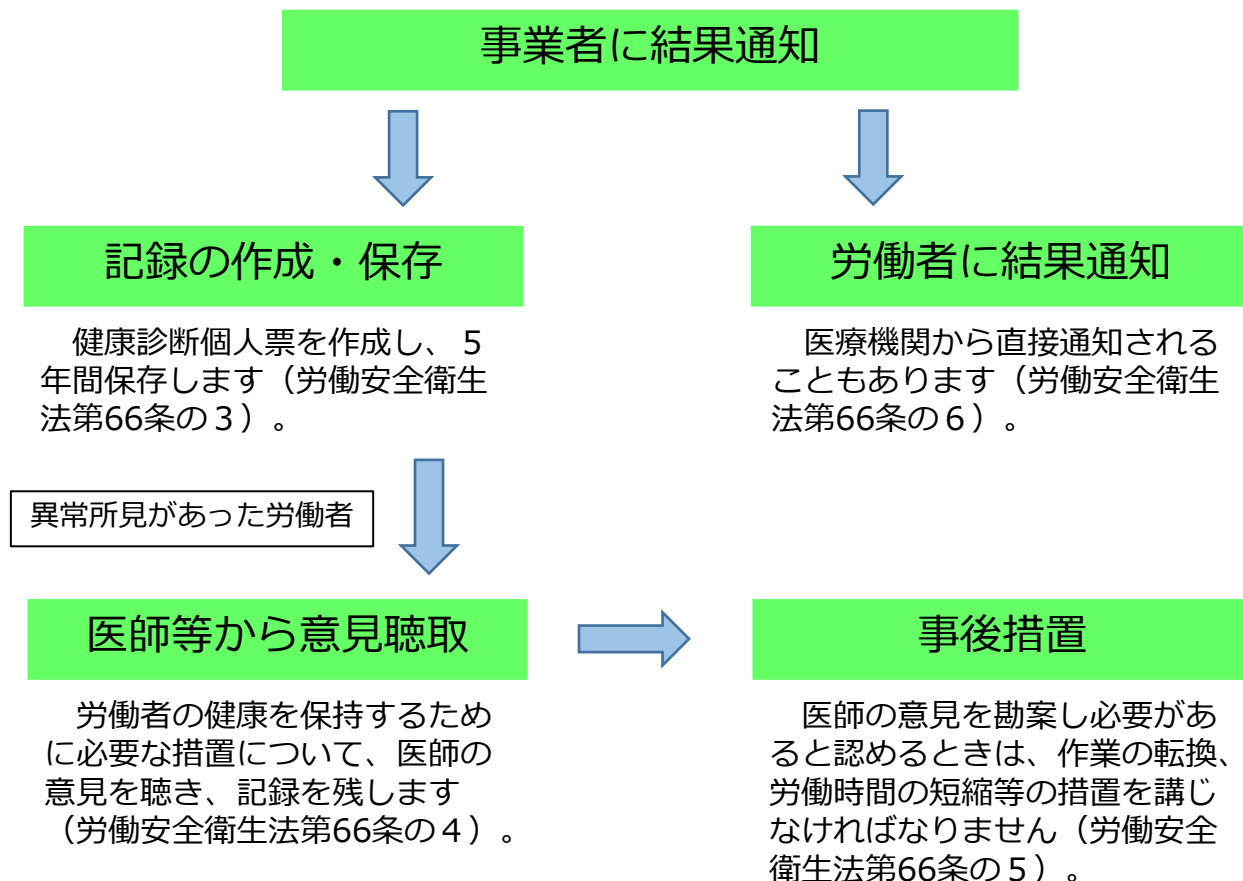 事業者に結果通知
記録の作成・保存
健康診断個人票を作成し、５
年間保存します（労働安全衛生
法第66条の３）。
労働者に結果通知
医療機関から直接通知される
こともあります（労働安全衛生
法第66条の６）。
異常所見があった労働者
医師等から意見聴取
労働者の健康を保持するため
に必要な措置について、医師の
意見を聴き、記録を残します
（労働安全衛生法第66条の４）。
事後措置
医師の意見を勘案し必要があ
ると認めるときは、作業の転換、
労働時間の短縮等の措置を講じ
なければなりません（労働安全
衛生法第66条の５）。